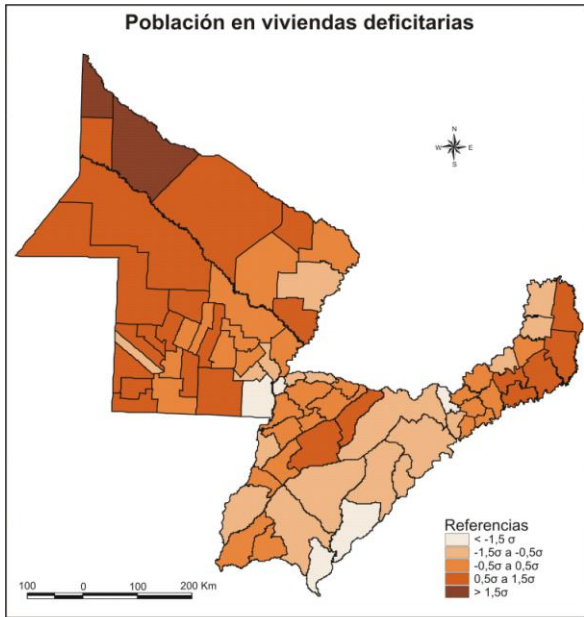 Población en viviendas deficitarias
N
W E
S
Referencias
< -1,5 σ
-1,5σ a -0,5σ
-0,5σ a 0,5σ
0,5σ a 1,5σ
> 1,5σ
100 0 100 200 Km